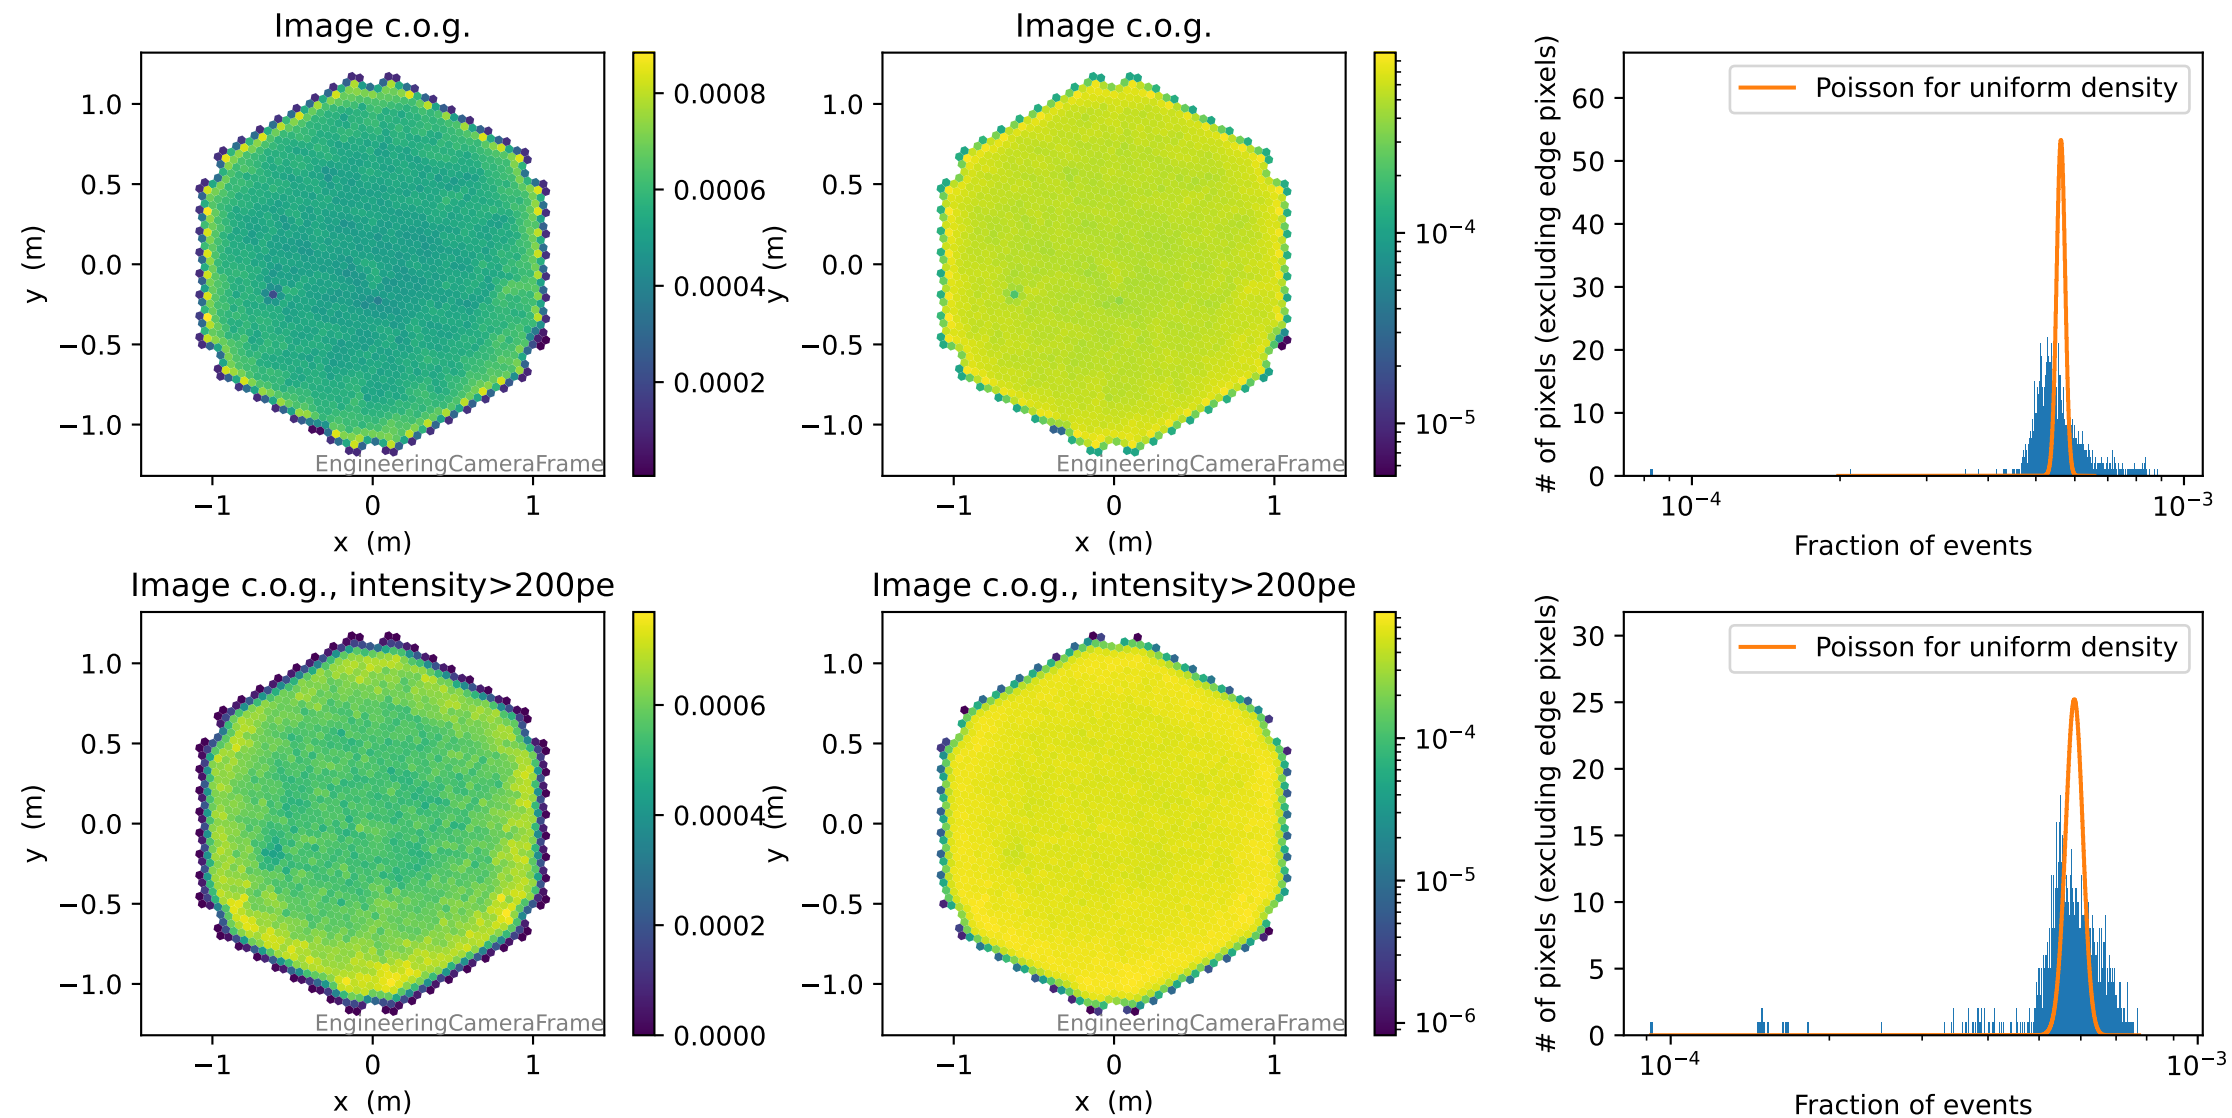 Image c.o.g.
1.0
0.5
0.0
−0.5
−1.0
y (m)
−1
0
1
x (m)
EngineeringCameraFrame
0.0008
0.0006
0.0004
0.0002
Image c.o.g.
1.0
0.5
0.0
−0.5
−1.0
y (m)
−1
0
1
x (m)
EngineeringCameraFrame
10⁻⁴
10⁻⁵
# of pixels (excluding edge pixels)
60
50
40
30
20
10
0
Poisson for uniform density
10⁻⁴
10⁻³
Fraction of events
Image c.o.g., intensity>200pe
1.0
0.5
0.0
−0.5
−1.0
y (m)
−1
0
1
x (m)
EngineeringCameraFrame
0.0006
0.0004
0.0002
0.0000
Image c.o.g., intensity>200pe
1.0
0.5
0.0
−0.5
−1.0
y (m)
−1
0
1
x (m)
EngineeringCameraFrame
10⁻⁴
10⁻⁵
10⁻⁶
# of pixels (excluding edge pixels)
30
25
20
15
10
5
0
Poisson for uniform density
10⁻⁴
10⁻³
Fraction of events